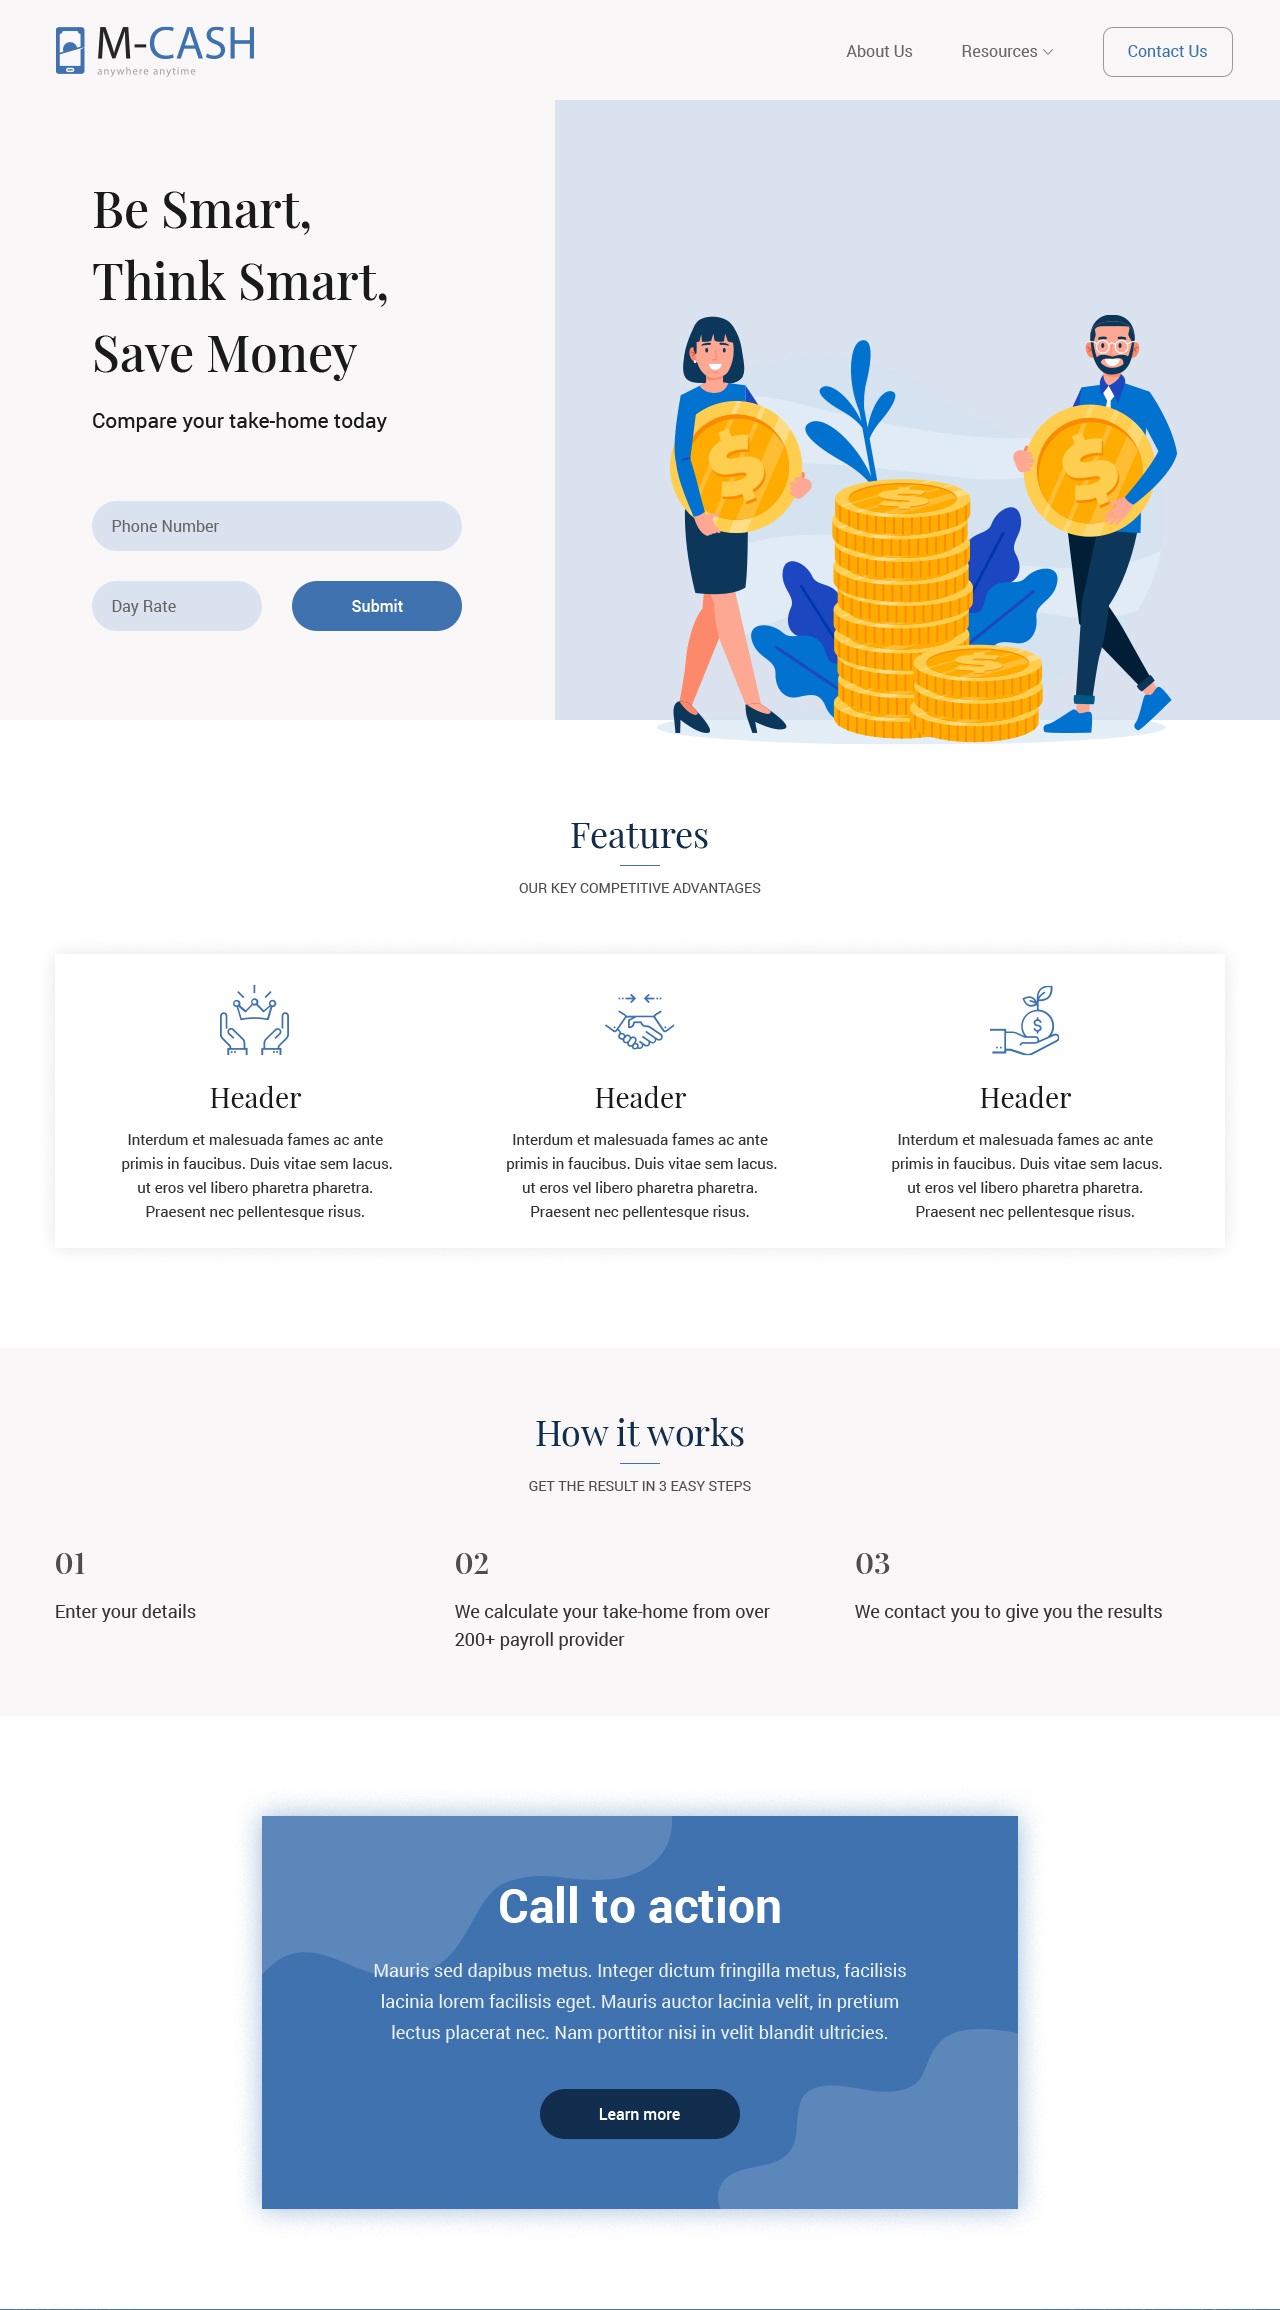 M-CASH
anywhere anytime
About Us
Resources
Contact Us
Be Smart,
Think Smart,
Save Money
Compare your take-home today
Phone Number
Day Rate
Submit
$
$
$
$
Features
OUR KEY COMPETITIVE ADVANTAGES
$
Header
Header
Header
Interdum et malesuada fames ac ante
primis in faucibus. Duis vitae sem lacus.
ut eros vel libero pharetra pharetra.
Praesent nec pellentesque risus.
Interdum et malesuada fames ac ante
primis in faucibus. Duis vitae sem lacus.
ut eros vel libero pharetra pharetra.
Praesent nec pellentesque risus.
Interdum et malesuada fames ac ante
primis in faucibus. Duis vitae sem lacus.
ut eros vel libero pharetra pharetra.
Praesent nec pellentesque risus.
How it works
GET THE RESULT IN 3 EASY STEPS
01
Enter your details
02
We calculate your take-home from over
200+ payroll provider
03
We contact you to give you the results
Call to action
Mauris sed dapibus metus. Integer dictum fringilla metus, facilisis
lacinia lorem facilisis eget. Mauris auctor lacinia velit, in pretium
lectus placerat nec. Nam porttitor nisi in velit blandit ultricies.
Learn more